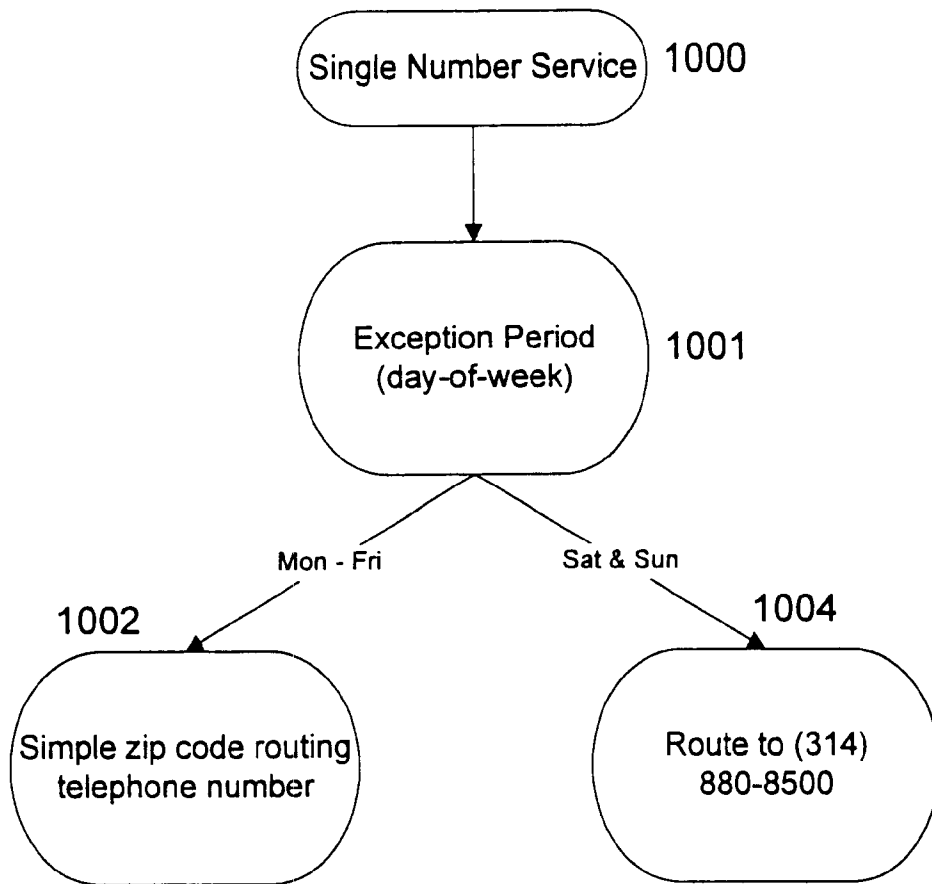 Single Number Service
1000
Exception Period
(day-of-week)
1001
Mon - Fri
Sat & Sun
1002
1004
Simple zip code routing
telephone number
Route to (314)
880-8500